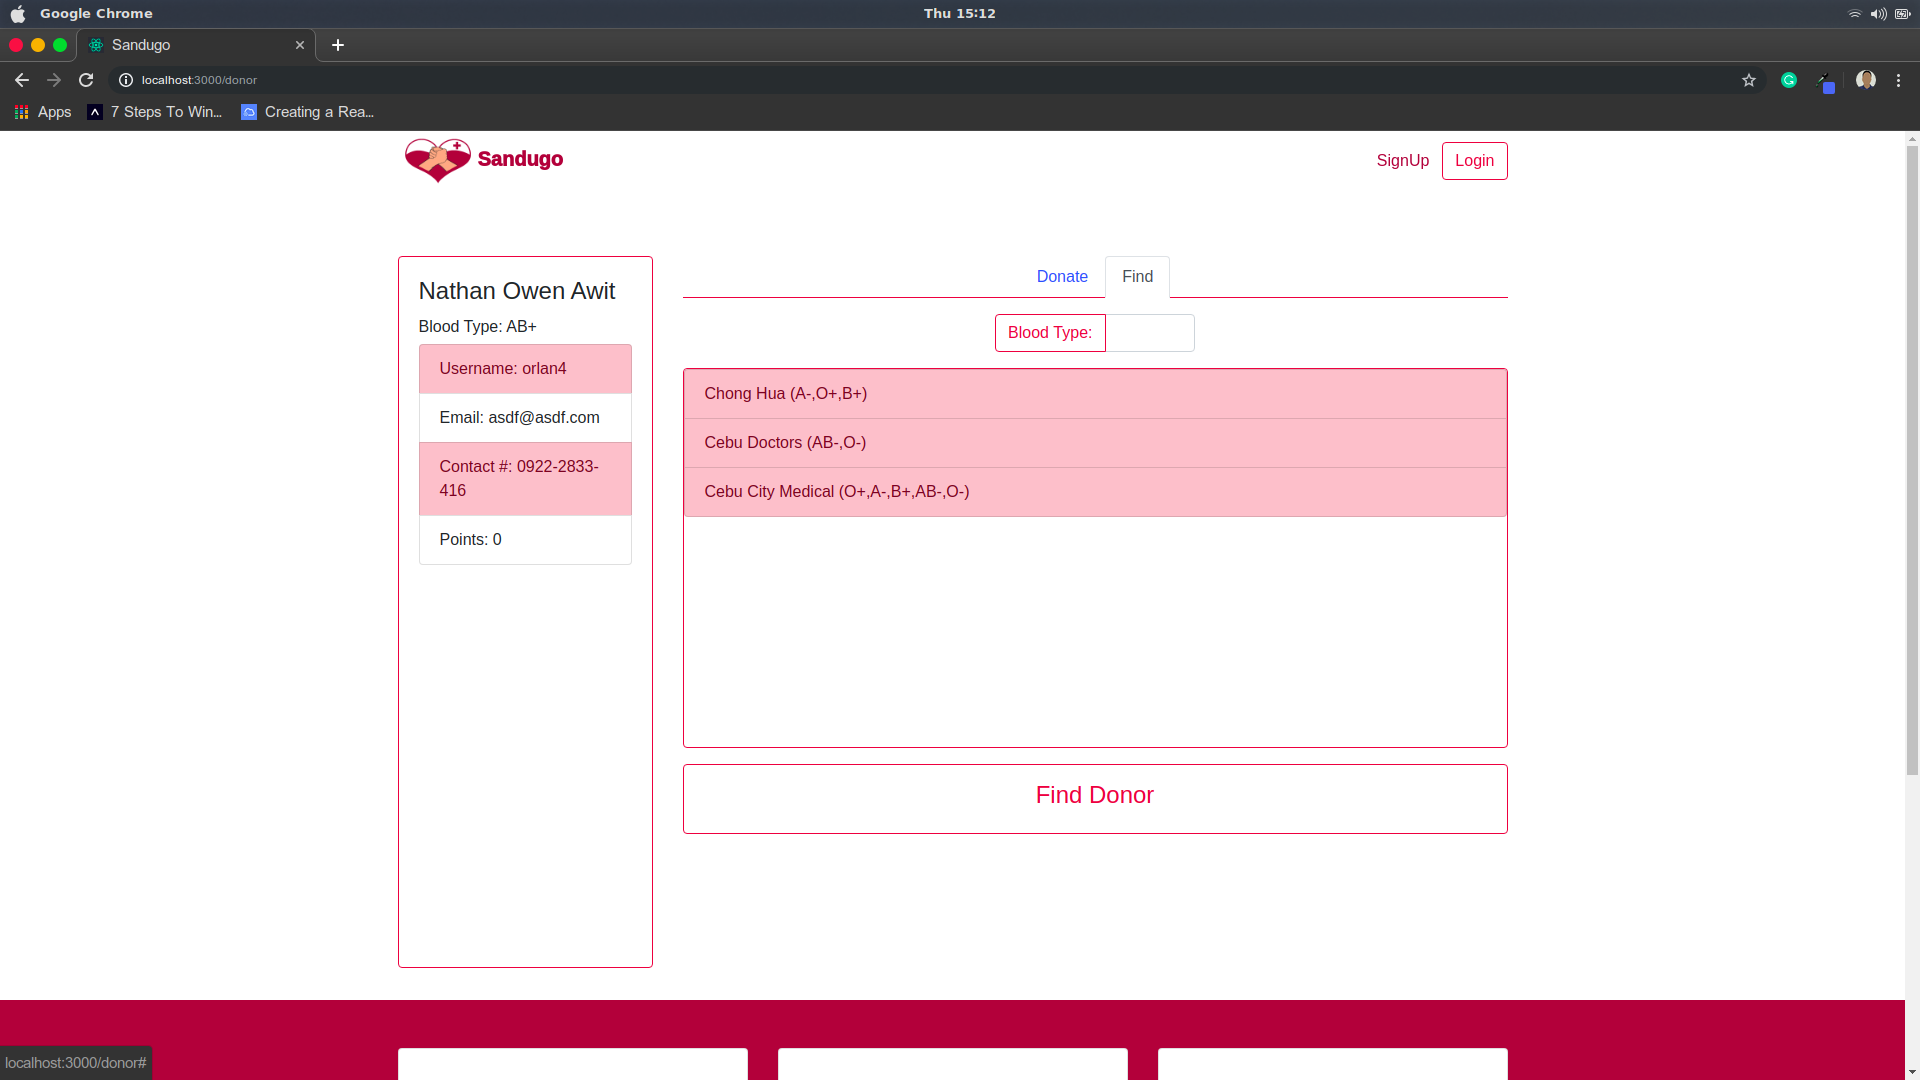 Google Chrome
Thu 15:12
Sandugo
localhost:3000/donor
Apps
7 Steps To Win...
Creating a Rea...
Sandugo
SignUp
Login
Nathan Owen Awit
Blood Type: AB+
Username: orlan4
Email: asdf@asdf.com
Contact #: 0922-2833-
416
Points: 0
Donate
Find
Blood Type:
Chong Hua (A-,O+,B+)
Cebu Doctors (AB-,O-)
Cebu City Medical (O+,A-,B+,AB-,O-)
Find Donor
localhost:3000/donor#